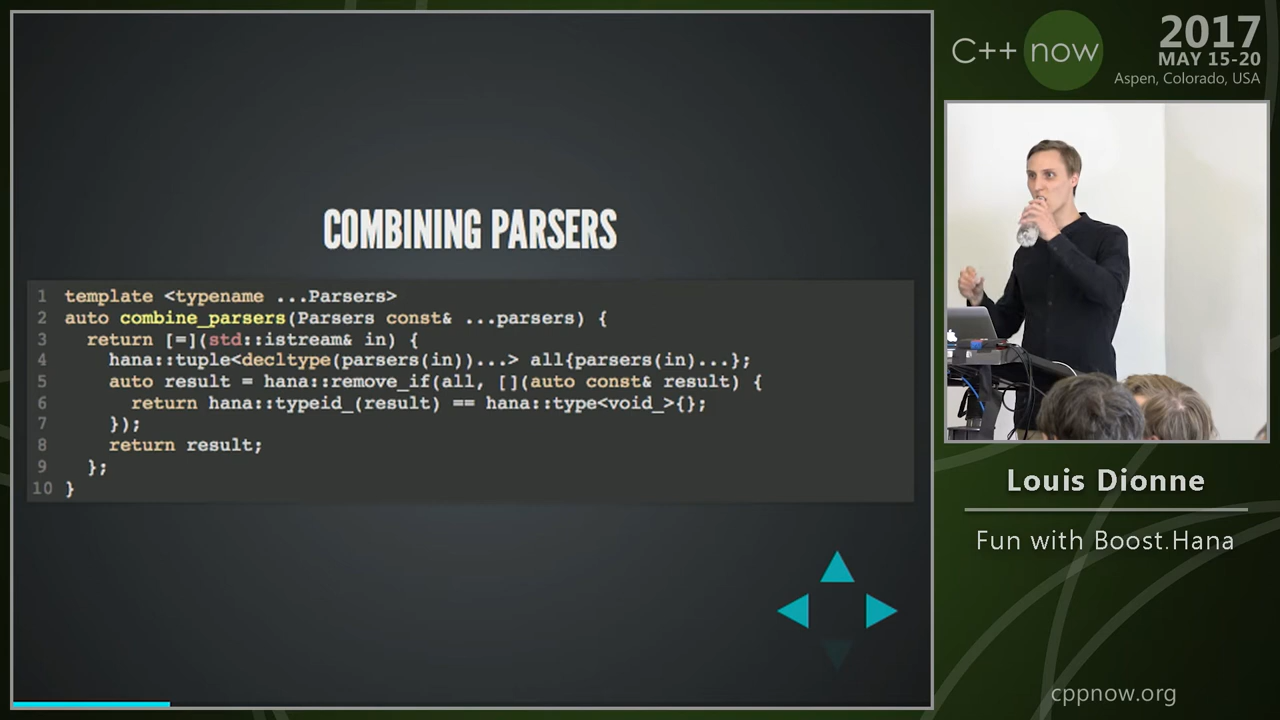 COMBINING PARSERS
1 template <typename ...Parsers>
2 auto combine_parsers(Parsers const& ...parsers) {
3   return [=](std::istream& in) {
4     hana::tuple<decltype(parsers(in))...> all{parsers(in)...};
5     auto result = hana::remove_if(all, [](auto const& result) {
6       return hana::typeid_(result) == hana::type<void_>{};
7     });
8     return result;
9   };
10 }
C++ now
2017
MAY 15-20
Aspen, Colorado, USA
Louis Dionne
Fun with Boost.Hana
cppnow.org